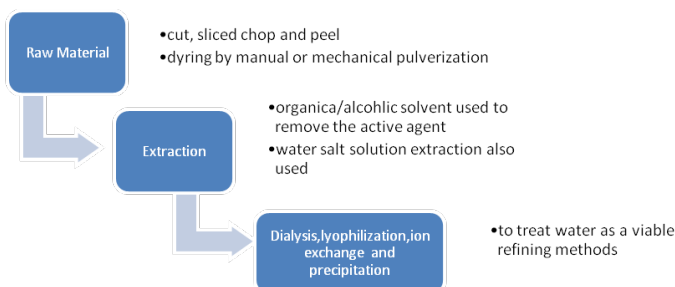 Raw Material
•cut, sliced chop and peel
•dyring by manual or mechanical pulverization
Extraction
•organica/alcohlic solvent used to
remove the active agent
•water salt solution extraction also
used
Dialysis,lyophilization,ion
exchange and
precipitation
•to treat water as a viable
refining methods